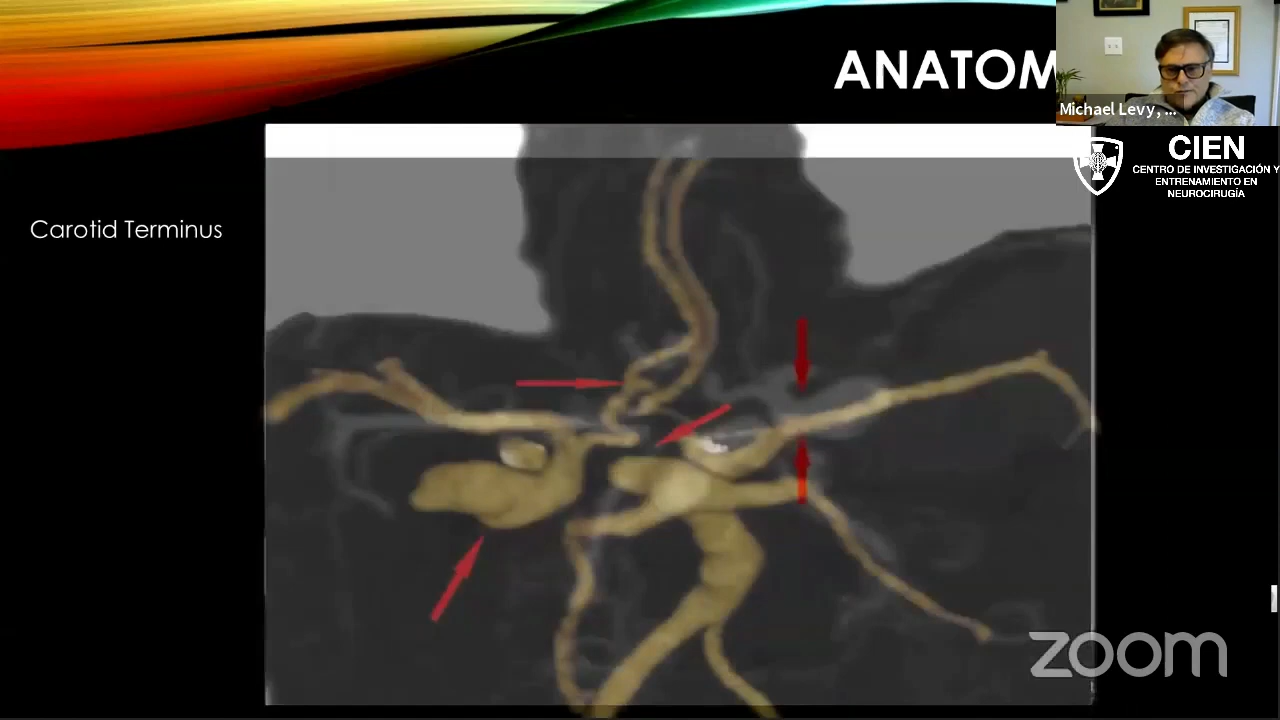 ANATOM
Michael Levy, ...
CIEN
CENTRO DE INVESTIGACIÓN Y
ENTRENAMIENTO EN
NEUROCIRUGÍA
Carotid Terminus
zoom